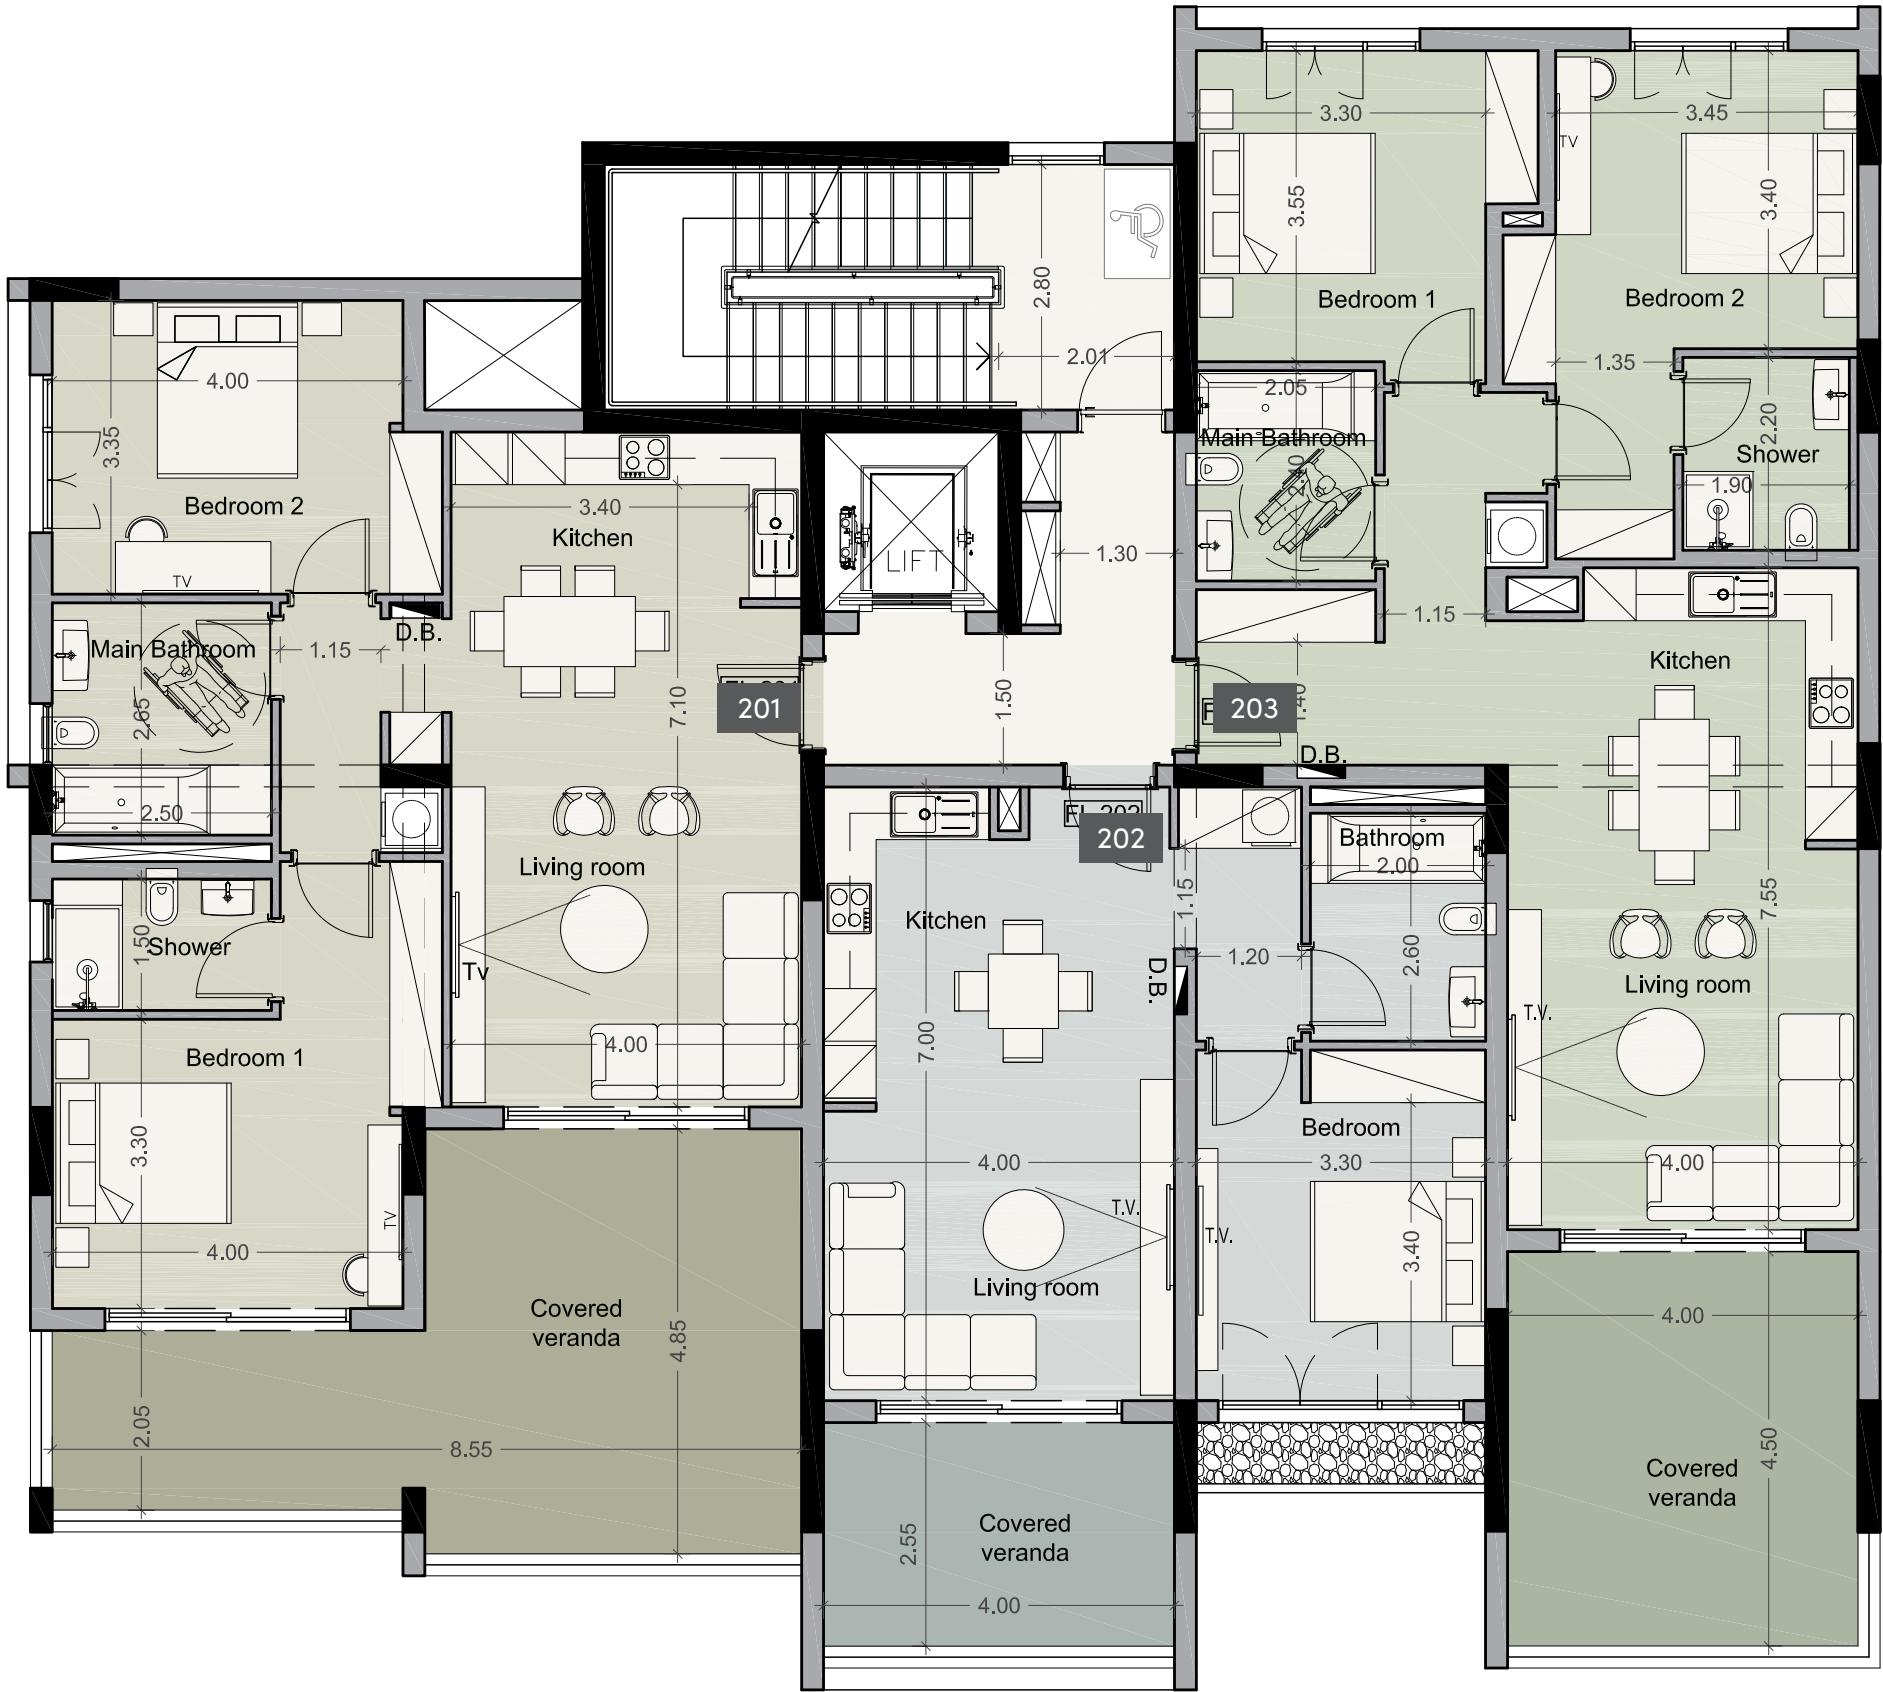 3.30
3.45
TV
3.55
3.40
Bedroom 1
Bedroom 2
2.80
2.01
1.35
2.05
Main Bathroom
2.40
2.20
Shower
1.90
4.00
3.35
Bedroom 2
TV
3.40
Kitchen
LIFT
1.30
1.15
D.B.
Main Bathroom
1.15
2.65
2.50
7.10
201
1.50
203
1.40
D.B.
Kitchen
202
Living room
Bathroom
2.00
1.15
Kitchen
7.55
Shower
1.50
Tv
1.20
2.60
D.B.
Living room
T.V.
Bedroom 1
4.00
7.00
3.30
Bedroom
4.00
3.30
4.00
TV
T.V.
T.V.
3.40
4.00
Living room
Covered
veranda
4.85
4.00
2.05
8.55
4.50
Covered
veranda
2.55
Covered
veranda
4.00